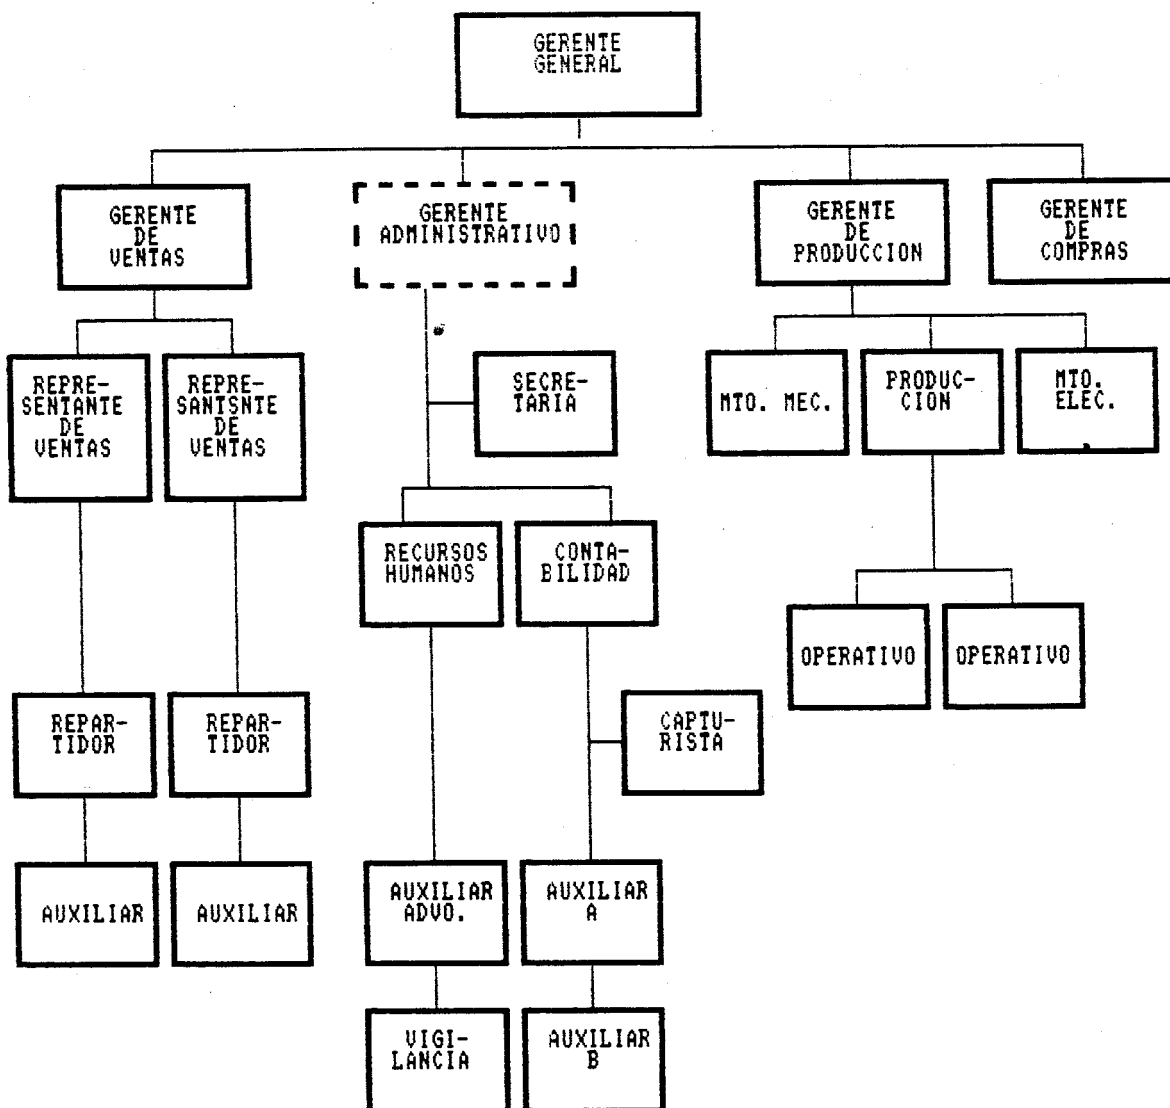 GERENTE
GENERAL
GERENTE
DE
VENTAS
GERENTE
ADMINISTRATIVO
GERENTE
DE
PRODUCCION
GERENTE
DE
COMPRAS
REPRE-
SENTANTE
DE
VENTAS
REPRE-
SANTSNTE
DE
VENTAS
SECRE-
TARIA
MTO. MEC.
PRODUC-
CION
MTO.
ELEC.
RECURSOS
HUMANOS
CONTA-
BILIDAD
OPERATIVO
OPERATIVO
REPAR-
TIDOR
REPAR-
TIDOR
CAPTU-
RISTA
AUXILIAR
AUXILIAR
AUXILIAR
ADVO.
AUXILIAR
A
VIGI-
LANCIA
AUXILIAR
B